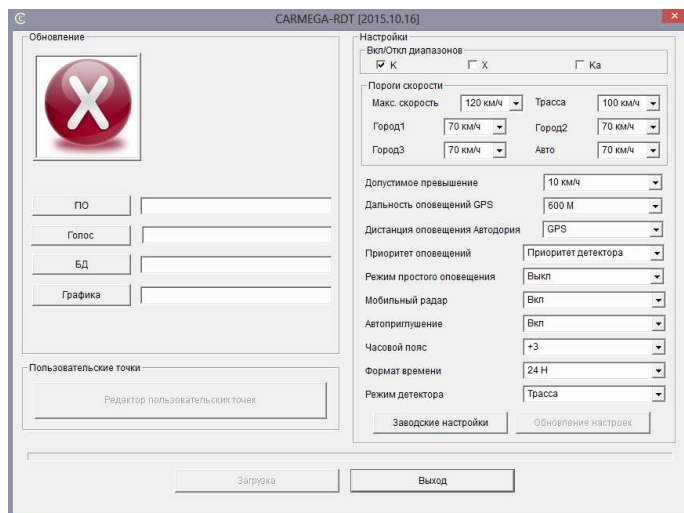 CARMEGA-RDT [2015.10.16]
Обновление
ПО
Голос
БД
Графика
Пользовательские точки
Редактор пользовательских точек
Настройки
Вкл/Откл диапазонов
K X Ka
Пороги скорости
Макс. скорость 120 км/ч Трасса 100 км/ч
Город1 70 км/ч Город2 70 км/ч
Город3 70 км/ч Авто 70 км/ч
Допустимое превышение 10 км/ч
Дальность оповещений GPS 600 М
Дистанция оповещения Автодория GPS
Приоритет оповещений Приоритет детектора
Режим простого оповещения Выкл
Мобильный радар Вкл
Автоприглушение Вкл
Часовой пояс +3
Формат времени 24 H
Режим детектора Трасса
Заводские настройки Обновление настроек
Загрузка Выход